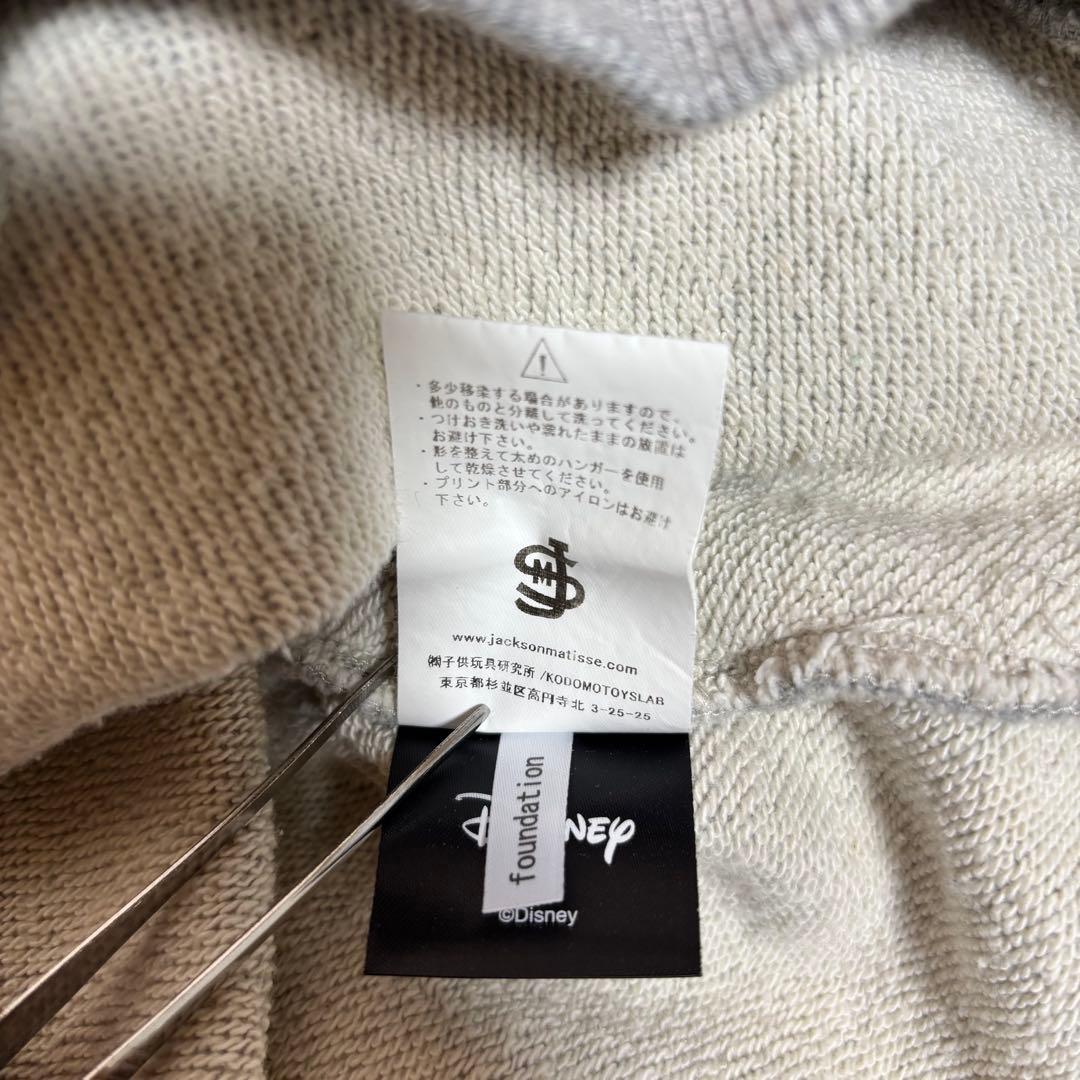 ・多少移染する場合がありますので、
他のものと分離して洗ってください。
・つけおき洗いや濡れたままの放置は
お避け下さい。
・形を整えて太めのハンガーを使用
して乾燥させてください。
・プリント部分へのアイロンはお避け
下さい。
www.jacksonmatisse.com
㈱子供玩具研究所/KODOMOTOYSLAB
東京都杉並区高円寺北 3-25-25
foundation
©Disney